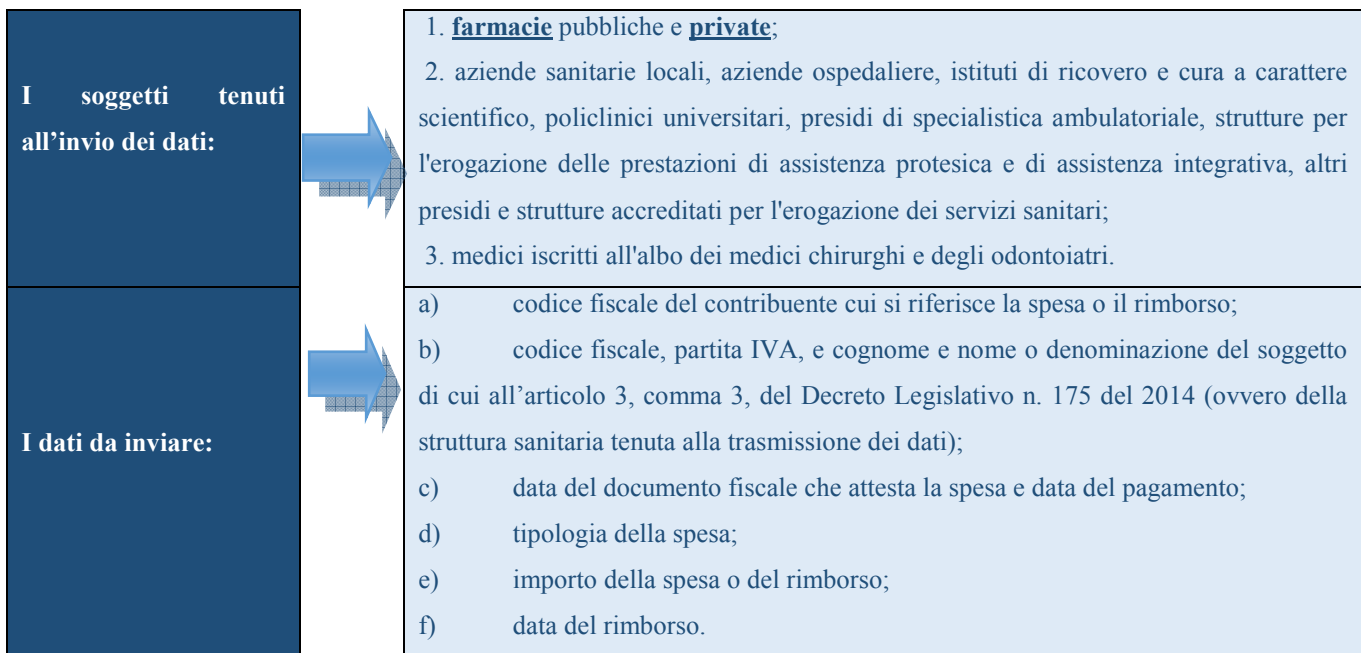 I soggetti tenuti
all’invio dei dati:
1. farmacie pubbliche e private;
2. aziende sanitarie locali, aziende ospedaliere, istituti di ricovero e cura a carattere
scientifico, policlinici universitari, presidi di specialistica ambulatoriale, strutture per
l'erogazione delle prestazioni di assistenza protesica e di assistenza integrativa, altri
presidi e strutture accreditati per l'erogazione dei servizi sanitari;
3. medici iscritti all'albo dei medici chirurghi e degli odontoiatri.
I dati da inviare:
a) codice fiscale del contribuente cui si riferisce la spesa o il rimborso;
b) codice fiscale, partita IVA, e cognome e nome o denominazione del soggetto
di cui all’articolo 3, comma 3, del Decreto Legislativo n. 175 del 2014 (ovvero della
struttura sanitaria tenuta alla trasmissione dei dati);
c) data del documento fiscale che attesta la spesa e data del pagamento;
d) tipologia della spesa;
e) importo della spesa o del rimborso;
f) data del rimborso.